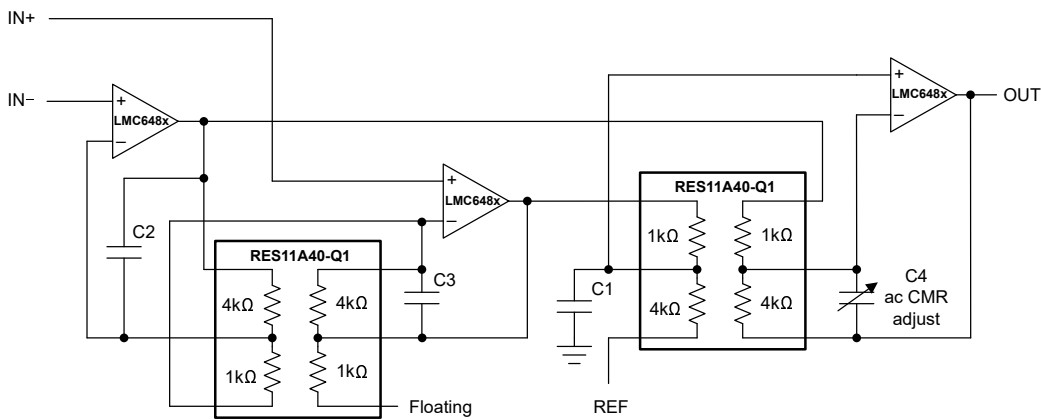 IN+
IN−
+
LMC648x
−
+
LMC648x
−
+
LMC648x
−
OUT
C2
RES11A40-Q1
4kΩ
4kΩ
1kΩ
1kΩ
C3
Floating
RES11A40-Q1
1kΩ
1kΩ
4kΩ
4kΩ
C1
REF
C4
ac CMR
adjust